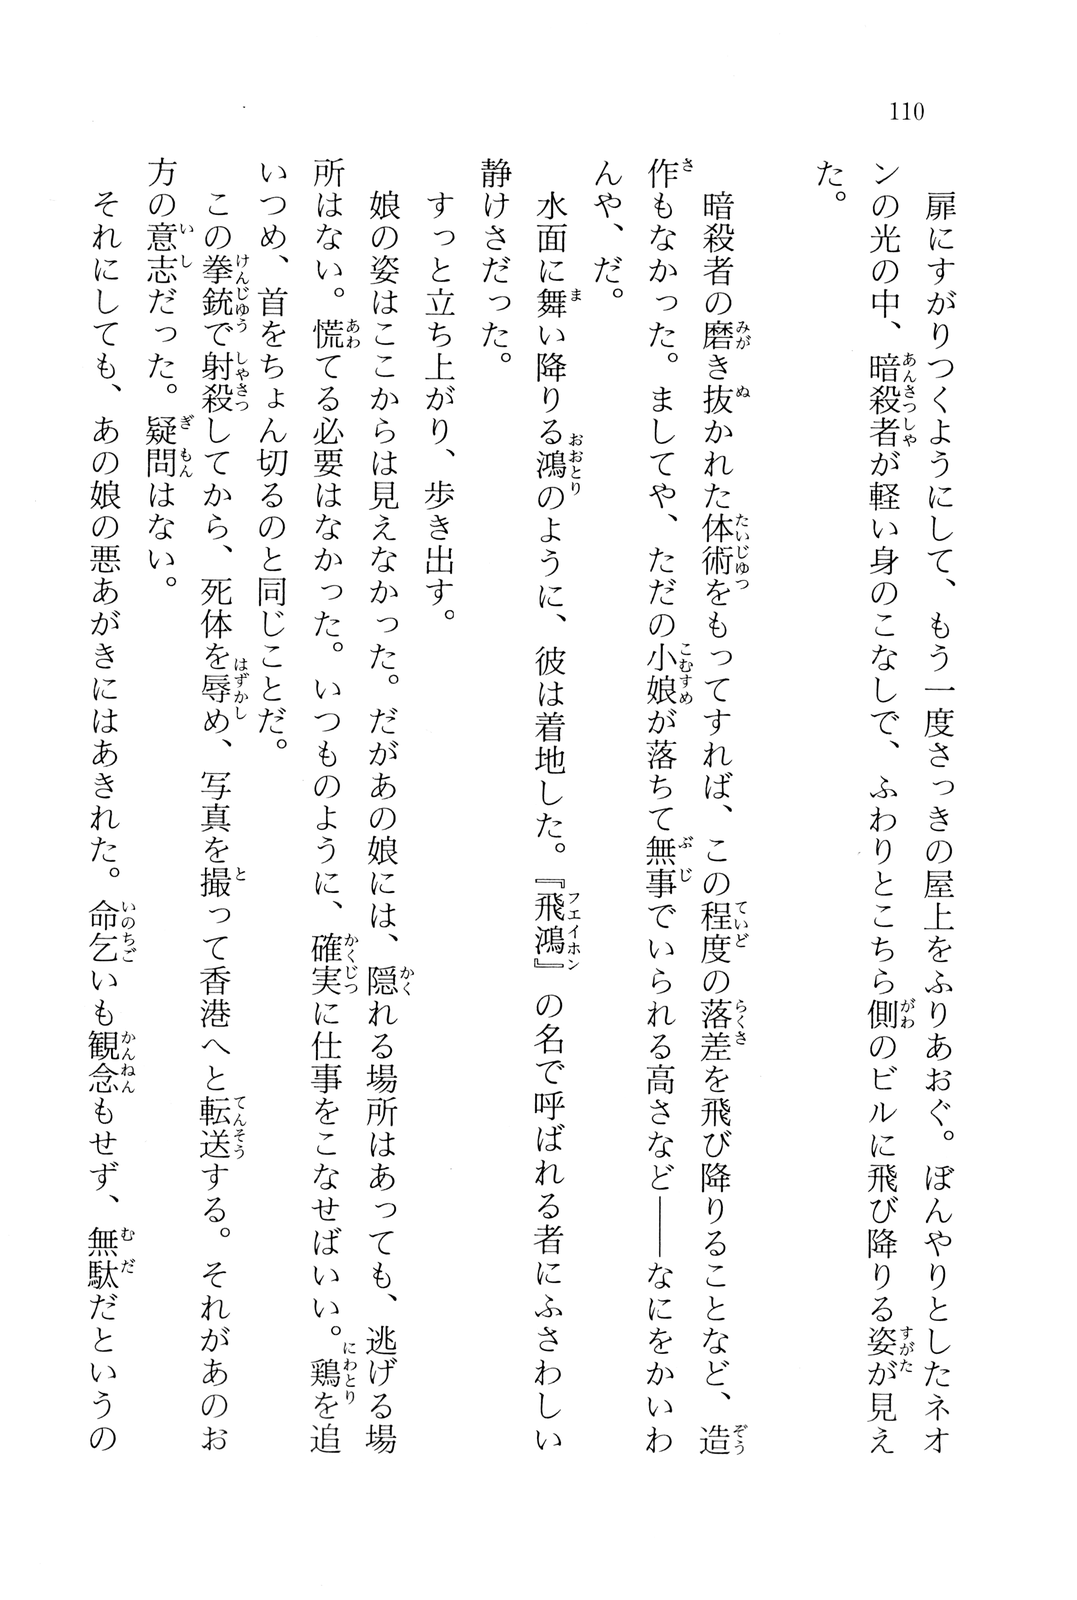 110
扉にすがりつくようにして、もう一度さっきの屋上をふりあおぐ。ぼんやりとしたネオ
ンの光の中、暗殺者が軽い身のこなしで、ふわりとこちら側のビルに飛び降りる姿が見え
た。
暗殺者の磨き抜かれた体術をもってすれば、この程度の落差を飛び降りることなど、造
作もなかった。ましてや、ただの小娘が落ちて無事でいられる高さなど――なにをかいわ
んや、だ。
水面に舞い降りる鴻のように、彼は着地した。『飛鴻』の名で呼ばれる者にふさわしい
静けさだった。
すっと立ち上がり、歩き出す。
娘の姿はここからは見えなかった。だがあの娘には、隠れる場所はあっても、逃げる場
所はない。慌てる必要はなかった。いつものように、確実に仕事をこなせばいい。鶏を追
いつめ、首をちょん切るのと同じことだ。
この拳銃で射殺してから、死体を辱め、写真を撮って香港へと転送する。それがあのお
方の意志だった。疑問はない。
それにしても、あの娘の悪あがきにはあきれた。命乞いも観念もせず、無駄だというの